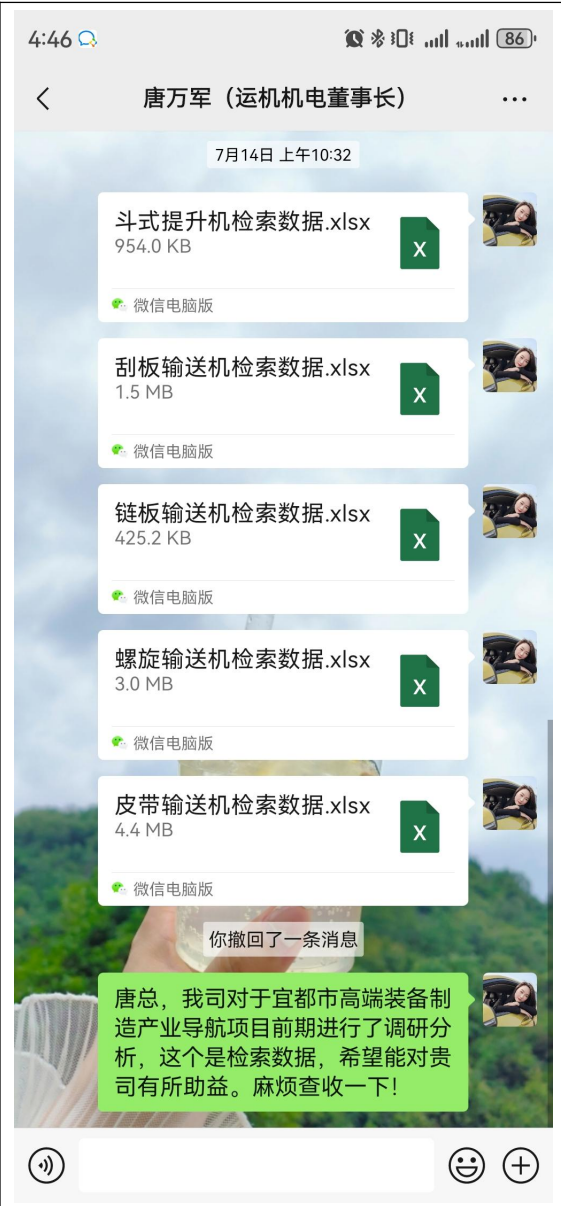 4:46
86
唐万军（运机机电董事长）
7月14日 上午10:32
斗式提升机检索数据.xlsx
954.0 KB
X
微信电脑版
刮板输送机检索数据.xlsx
1.5 MB
X
微信电脑版
链板输送机检索数据.xlsx
425.2 KB
X
微信电脑版
螺旋输送机检索数据.xlsx
3.0 MB
X
微信电脑版
皮带输送机检索数据.xlsx
4.4 MB
X
微信电脑版
你撤回了一条消息
唐总，我司对于宜都市高端装备制
造产业导航项目前期进行了调研分
析，这个是检索数据，希望能对贵
司有所助益。麻烦查收一下！